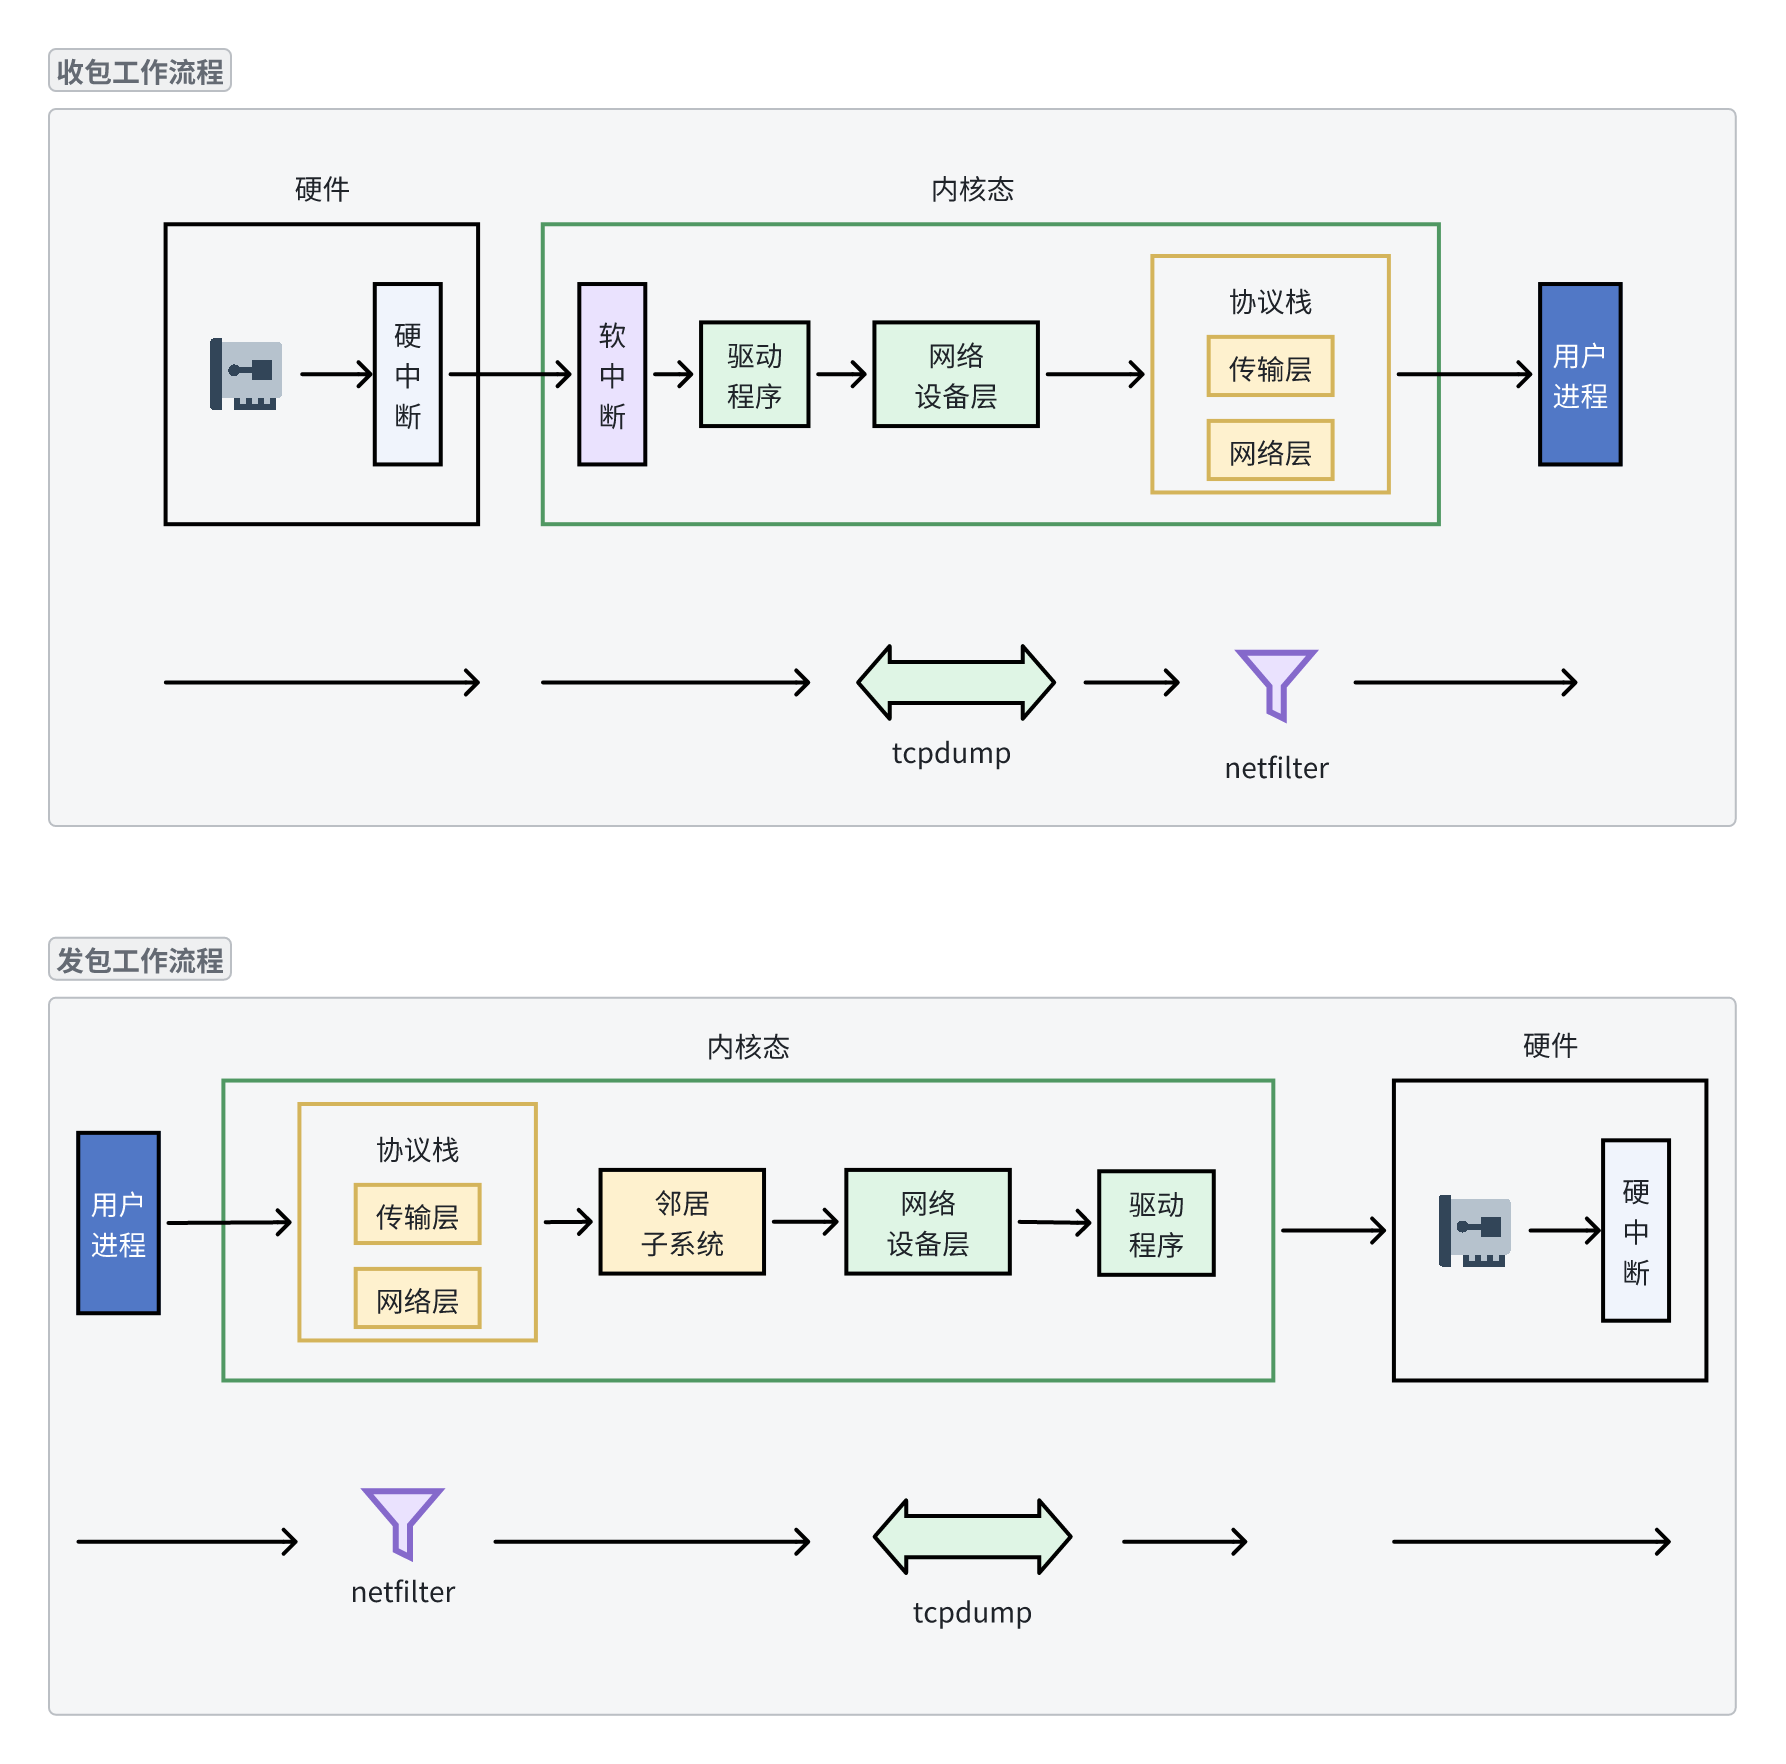 收包工作流程
硬件
内核态
硬
中
断
软
中
断
驱动
程序
网络
设备层
协议栈
传输层
网络层
用户
进程
tcpdump
netfilter
发包工作流程
内核态
硬件
用户
进程
协议栈
传输层
网络层
邻居
子系统
网络
设备层
驱动
程序
硬
中
断
netfilter
tcpdump